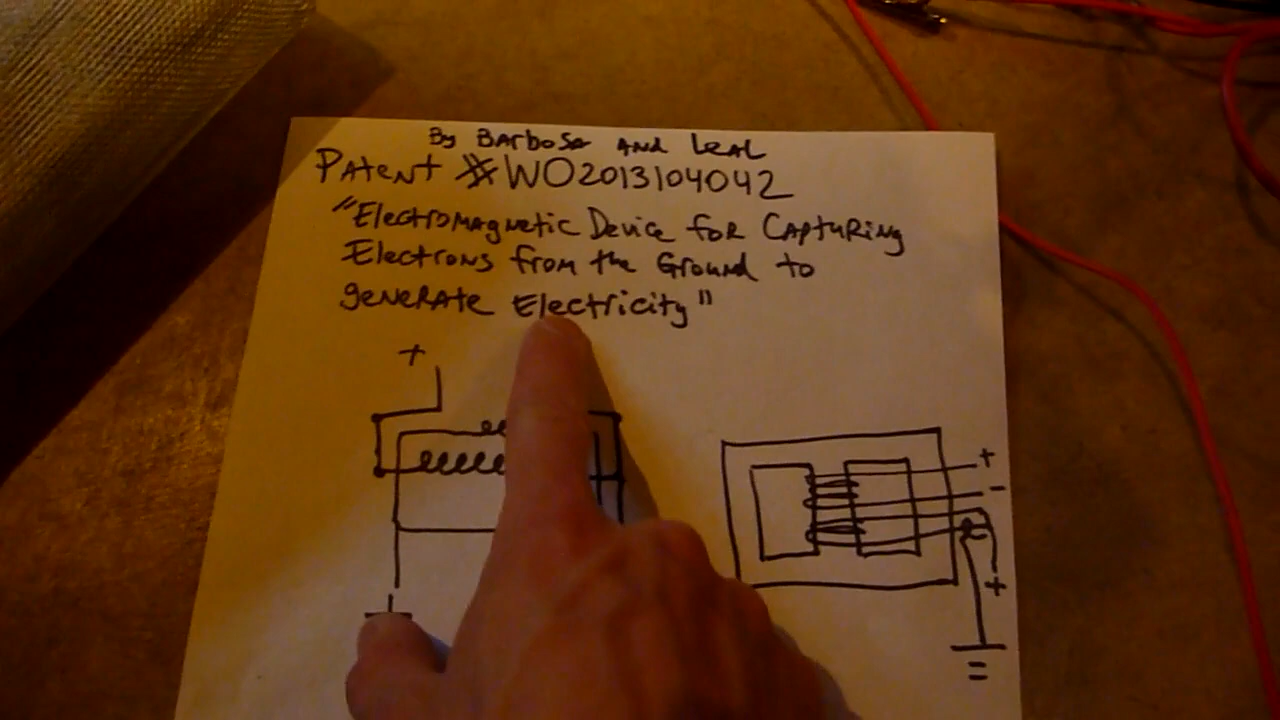 By Barbosa and Leal
Patent # WO2013104042
"Electromagnetic Device for Capturing
Electrons from the Ground to
generate Electricity"
+
+
-
+